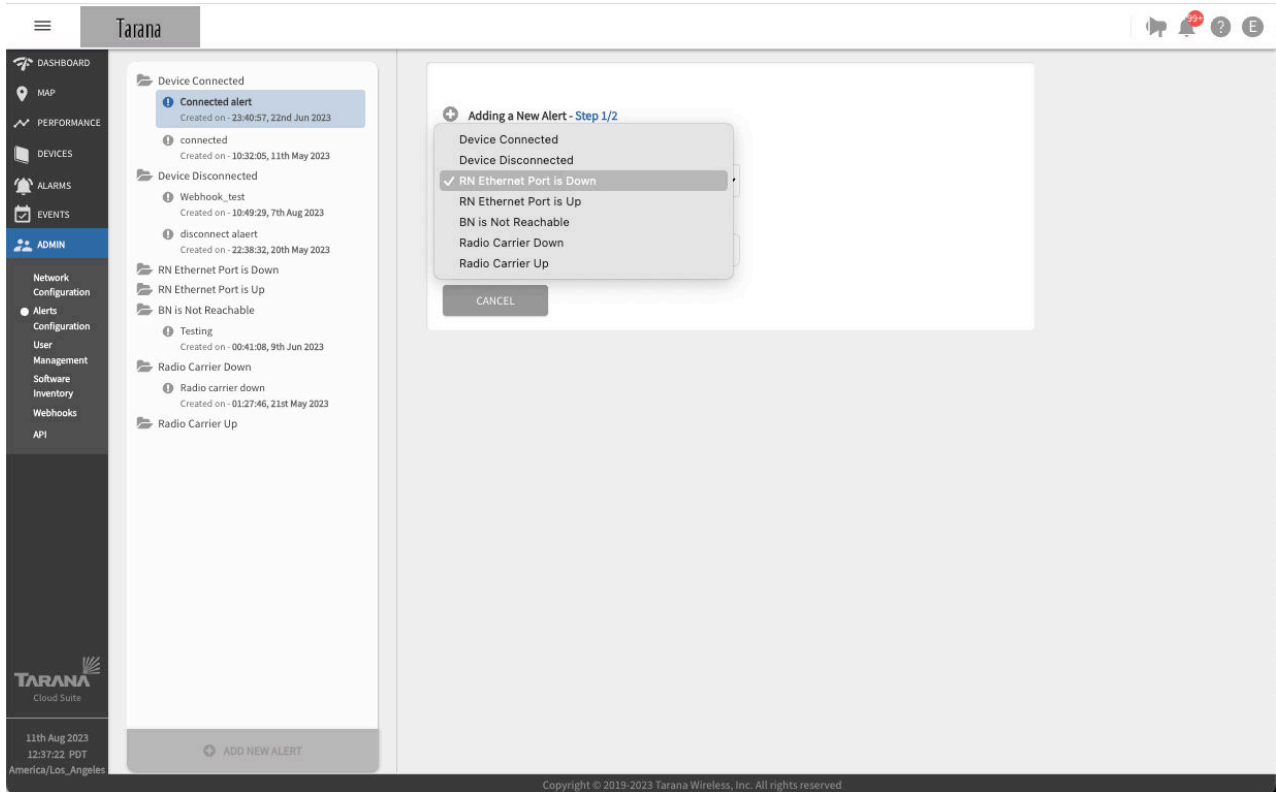 Tarana
99+
?
E
DASHBOARD
MAP
PERFORMANCE
DEVICES
ALARMS
EVENTS
ADMIN
Network
Configuration
Alerts
Configuration
User
Management
Software
Inventory
Webhooks
API
TARANA
Cloud Suite
11th Aug 2023
12:37:22 PDT
America/Los_Angeles
Device Connected
Connected alert
Created on - 23:40:57, 22nd Jun 2023
connected
Created on - 10:32:05, 11th May 2023
Device Disconnected
Webhook_test
Created on - 10:49:29, 7th Aug 2023
disconnect alaert
Created on - 22:38:32, 20th May 2023
RN Ethernet Port is Down
RN Ethernet Port is Up
BN is Not Reachable
Testing
Created on - 00:41:08, 9th Jun 2023
Radio Carrier Down
Radio carrier down
Created on - 01:27:46, 21st May 2023
Radio Carrier Up
ADD NEW ALERT
Adding a New Alert - Step 1/2
Device Connected
Device Disconnected
✓ RN Ethernet Port is Down
RN Ethernet Port is Up
BN is Not Reachable
Radio Carrier Down
Radio Carrier Up
CANCEL
Copyright © 2019-2023 Tarana Wireless, Inc. All rights reserved